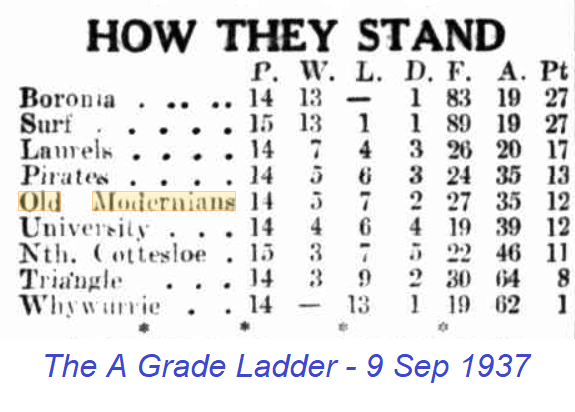 HOW THEY STAND
P. W. L. D. F. A. Pt
Boronia . .. .. . 14 13 — 1 83 19 27
Surf . . . . . 15 13 1 1 89 19 27
Laurels . . . . 14 7 4 3 26 20 17
Pirates . . . . 14 5 6 3 24 35 13
Old Modernians 14 5 7 2 27 35 12
University . . . 14 4 6 4 19 39 12
Nth. Cottesloe . 15 3 7 5 22 46 11
Triangle . . . 14 3 9 2 30 64 8
Whywurrie . . 14 — 13 1 19 62 1
* * * *
The A Grade Ladder - 9 Sep 1937